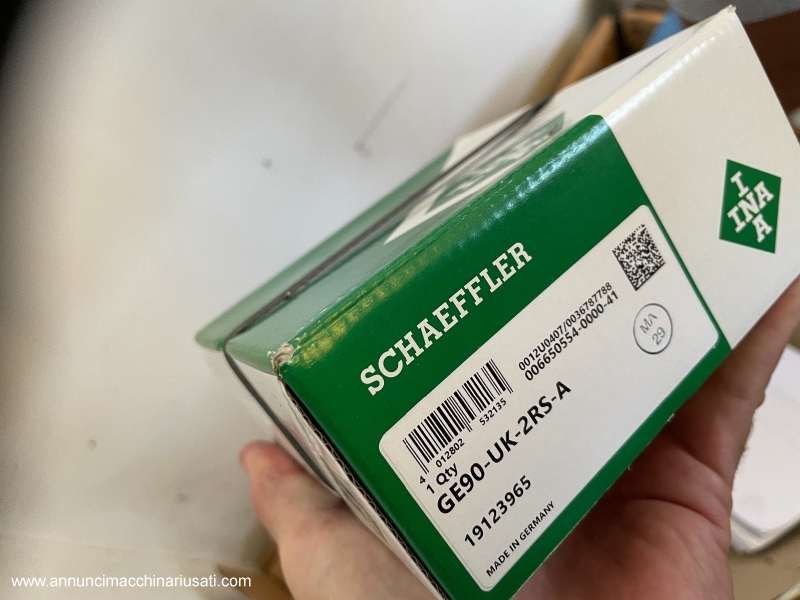 SCHAEFFLER
I
INA
A
0012U0407/0036787788
006650554-0000-41
MA
29
4 012802 532135
1 Qty
GE90-UK-2RS-A
19123965
MADE IN GERMANY
www.annuncimacchinariusati.com